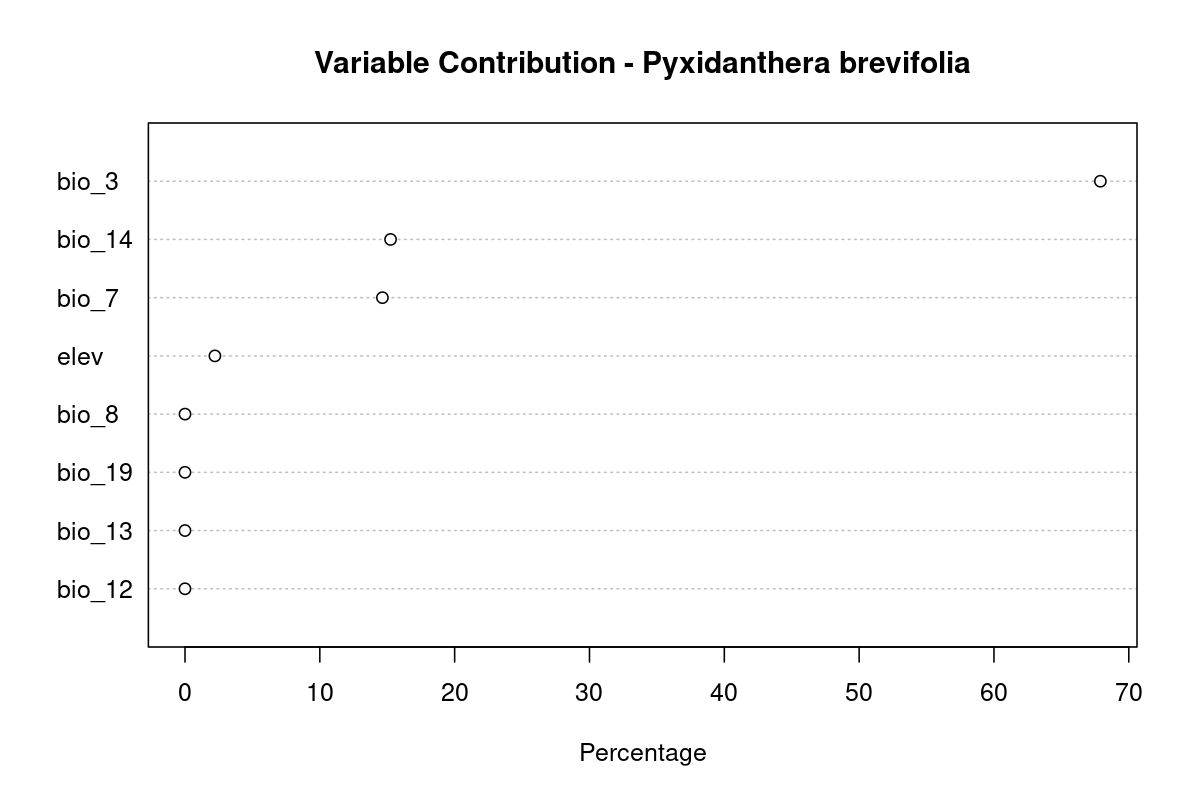 Variable Contribution - Pyxidanthera brevifolia
bio_3
bio_14
bio_7
elev
bio_8
bio_19
bio_13
bio_12
0 10 20 30 40 50 60 70
Percentage